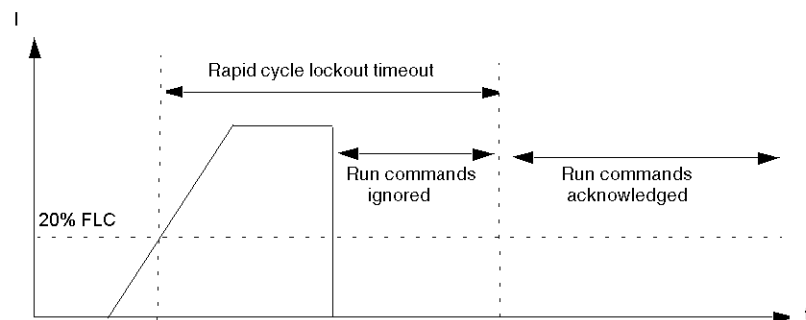 I
Rapid cycle lockout timeout
Run commands
ignored
Run commands
acknowledged
20% FLC